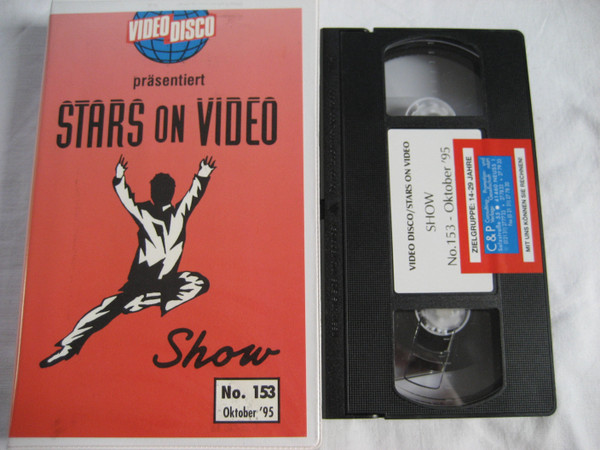 VIDEO DISCO
präsentiert
STARS ON VIDEO
Show
No. 153
Oktober '95
VIDEO DISCO/STARS ON VIDEO
SHOW
No.153 - Oktober '95
ZIELGRUPPE: 14-29 JAHRE
C & P
MIT UNS KÖNNEN SIE RECHNEN!